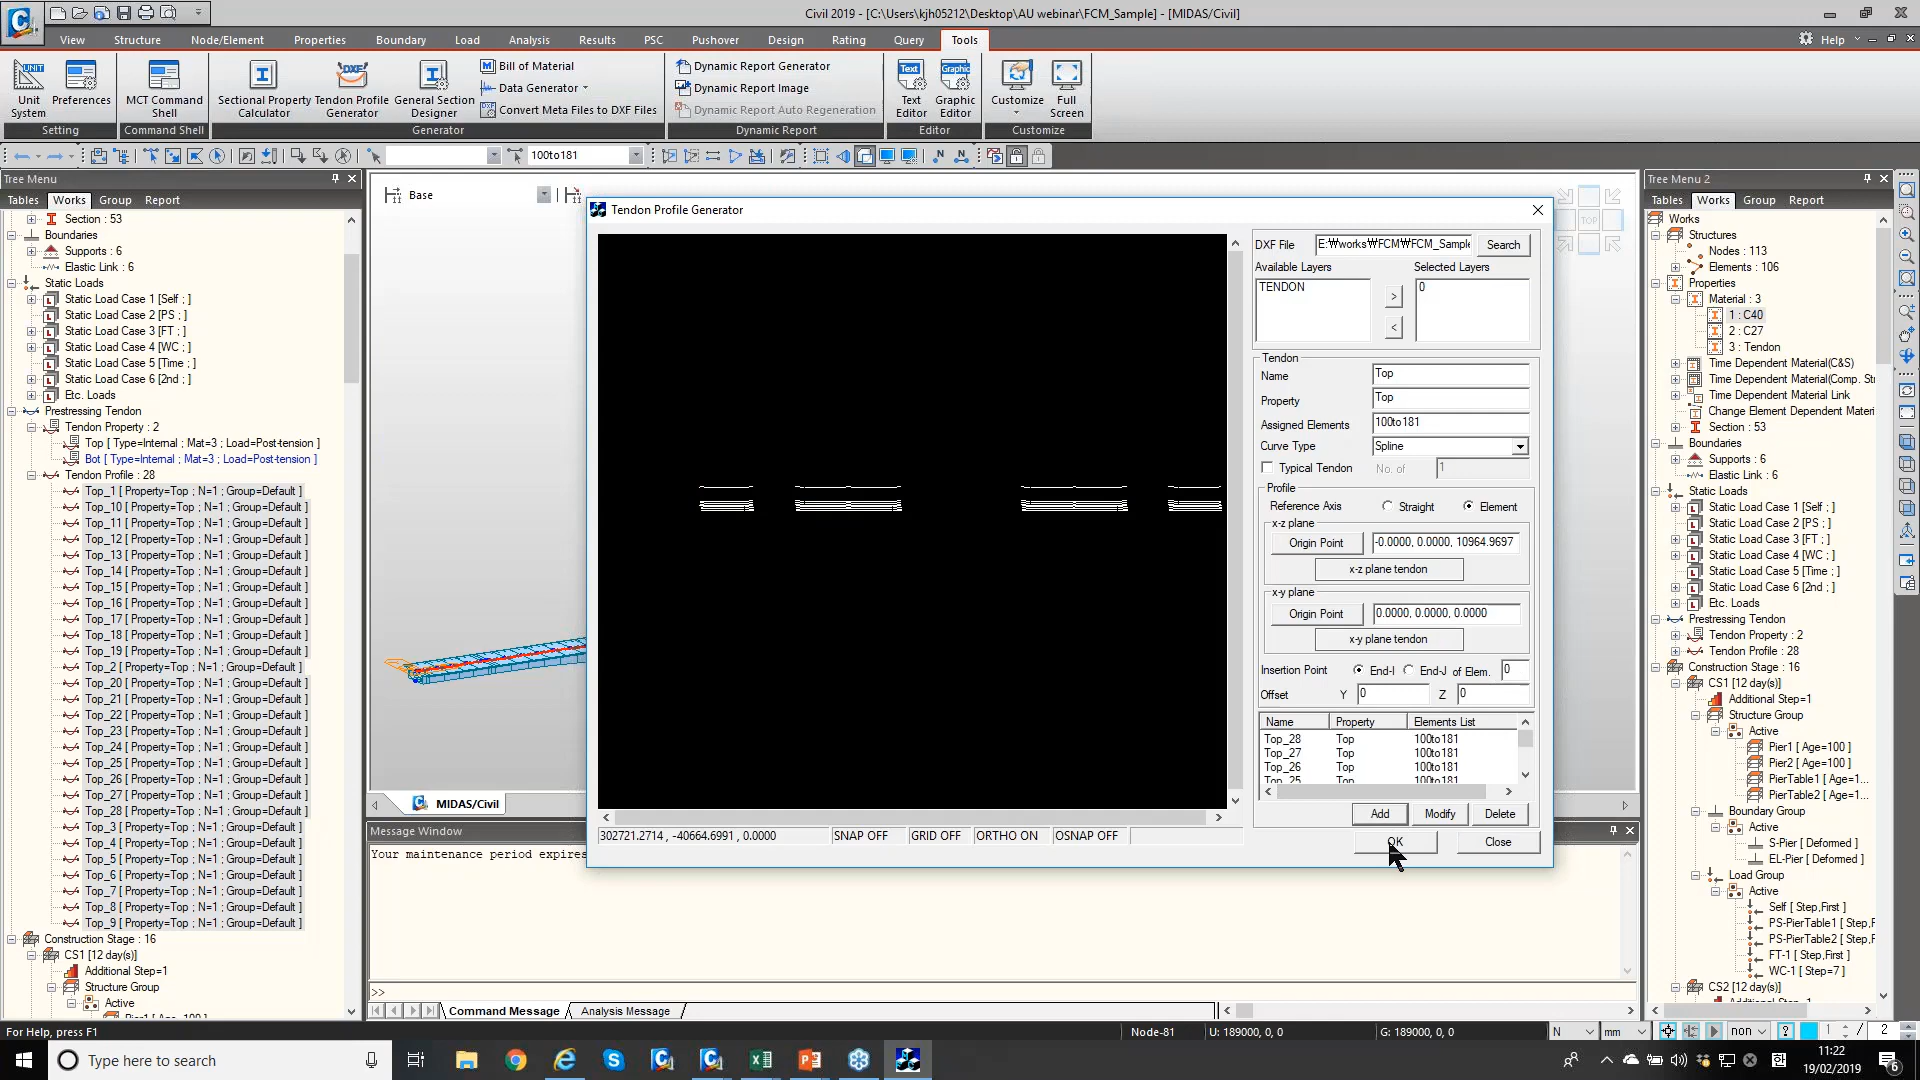 Civil 2019 - [C:\Users\kjh05212\Desktop\AU webinar\FCM_Sample] - [MIDAS/Civil]
View Structure Node/Element Properties Boundary Load Analysis Results PSC Pushover Design Rating Query Tools Help
Unit System
Preferences
Setting
MCT Command Shell
Command Shell
Sectional Property Calculator
Tendon Profile Generator
General Section Designer
Bill of Material
Data Generator
Convert Meta Files to DXF Files
Generator
Dynamic Report Generator
Dynamic Report Image
Dynamic Report Auto Regeneration
Dynamic Report
Text Editor
Graphic Editor
Editor
Customize
Full Screen
Customize
100to181
Tree Menu
Tables Works Group Report
Section : 53
Boundaries
Supports : 6
Elastic Link : 6
Static Loads
Static Load Case 1 [Self ; ]
Static Load Case 2 [PS ; ]
Static Load Case 3 [FT ; ]
Static Load Case 4 [WC ; ]
Static Load Case 5 [Time ; ]
Static Load Case 6 [2nd ; ]
Etc. Loads
Prestressing Tendon
Tendon Property : 2
Top [ Type=Internal ; Mat=3 ; Load=Post-tension ]
Bot [ Type=Internal ; Mat=3 ; Load=Post-tension ]
Tendon Profile : 28
Top_1 [ Property=Top ; N=1 ; Group=Default ]
Top_10 [ Property=Top ; N=1 ; Group=Default ]
Top_11 [ Property=Top ; N=1 ; Group=Default ]
Top_12 [ Property=Top ; N=1 ; Group=Default ]
Top_13 [ Property=Top ; N=1 ; Group=Default ]
Top_14 [ Property=Top ; N=1 ; Group=Default ]
Top_15 [ Property=Top ; N=1 ; Group=Default ]
Top_16 [ Property=Top ; N=1 ; Group=Default ]
Top_17 [ Property=Top ; N=1 ; Group=Default ]
Top_18 [ Property=Top ; N=1 ; Group=Default ]
Top_19 [ Property=Top ; N=1 ; Group=Default ]
Top_2 [ Property=Top ; N=1 ; Group=Default ]
Top_20 [ Property=Top ; N=1 ; Group=Default ]
Top_21 [ Property=Top ; N=1 ; Group=Default ]
Top_22 [ Property=Top ; N=1 ; Group=Default ]
Top_23 [ Property=Top ; N=1 ; Group=Default ]
Top_24 [ Property=Top ; N=1 ; Group=Default ]
Top_25 [ Property=Top ; N=1 ; Group=Default ]
Top_26 [ Property=Top ; N=1 ; Group=Default ]
Top_27 [ Property=Top ; N=1 ; Group=Default ]
Top_28 [ Property=Top ; N=1 ; Group=Default ]
Top_3 [ Property=Top ; N=1 ; Group=Default ]
Top_4 [ Property=Top ; N=1 ; Group=Default ]
Top_5 [ Property=Top ; N=1 ; Group=Default ]
Top_6 [ Property=Top ; N=1 ; Group=Default ]
Top_7 [ Property=Top ; N=1 ; Group=Default ]
Top_8 [ Property=Top ; N=1 ; Group=Default ]
Top_9 [ Property=Top ; N=1 ; Group=Default ]
Construction Stage : 16
CS1 [12 day(s)]
Additional Step=1
Structure Group
Active
Base
MIDAS/Civil
Message Window
Your maintenance period expires
>>
Command Message Analysis Message
Tendon Profile Generator
DXF File E:₩works₩FCM₩FCM_Sample Search
Available Layers Selected Layers
TENDON > 0
<
Tendon
Name Top
Property Top
Assigned Elements 100to181
Curve Type Spline
Typical Tendon No. of 1
Profile
Reference Axis Straight Element
x-z plane
Origin Point -0.0000, 0.0000, 10964.9697
x-z plane tendon
x-y plane
Origin Point 0.0000, 0.0000, 0.0000
x-y plane tendon
Insertion Point End-I End-J of Elem. 0
Offset Y 0 Z 0
Name Property Elements List
Top_28 Top 100to181
Top_27 Top 100to181
Top_26 Top 100to181
Top_25 Top 100to181
Add Modify Delete
OK Close
302721.2714 , -40664.6991 , 0.0000 SNAP OFF GRID OFF ORTHO ON OSNAP OFF
Tree Menu 2
Tables Works Group Report
Works
Structures
Nodes : 113
Elements : 106
Properties
Material : 3
1 : C40
2 : C27
3 : Tendon
Time Dependent Material(C&S)
Time Dependent Material(Comp. Str
Time Dependent Material Link
Change Element Dependent Materi
Section : 53
Boundaries
Supports : 6
Elastic Link : 6
Static Loads
Static Load Case 1 [Self ; ]
Static Load Case 2 [PS ; ]
Static Load Case 3 [FT ; ]
Static Load Case 4 [WC ; ]
Static Load Case 5 [Time ; ]
Static Load Case 6 [2nd ; ]
Etc. Loads
Prestressing Tendon
Tendon Property : 2
Tendon Profile : 28
Construction Stage : 16
CS1 [12 day(s)]
Additional Step=1
Structure Group
Active
Pier1 [ Age=100 ]
Pier2 [ Age=100 ]
PierTable1 [ Age=1...
PierTable2 [ Age=1...
Boundary Group
Active
S-Pier [ Deformed ]
EL-Pier [ Deformed ]
Load Group
Active
Self [ Step,First ]
PS-PierTable1 [ Step,F
PS-PierTable2 [ Step,F
FT-1 [ Step,First ]
WC-1 [ Step=7 ]
CS2 [12 day(s)]
For Help, press F1
Node-81 U: 189000, 0, 0 G: 189000, 0, 0 N mm non ? 1 / 2
Type here to search
11:22
19/02/2019
6